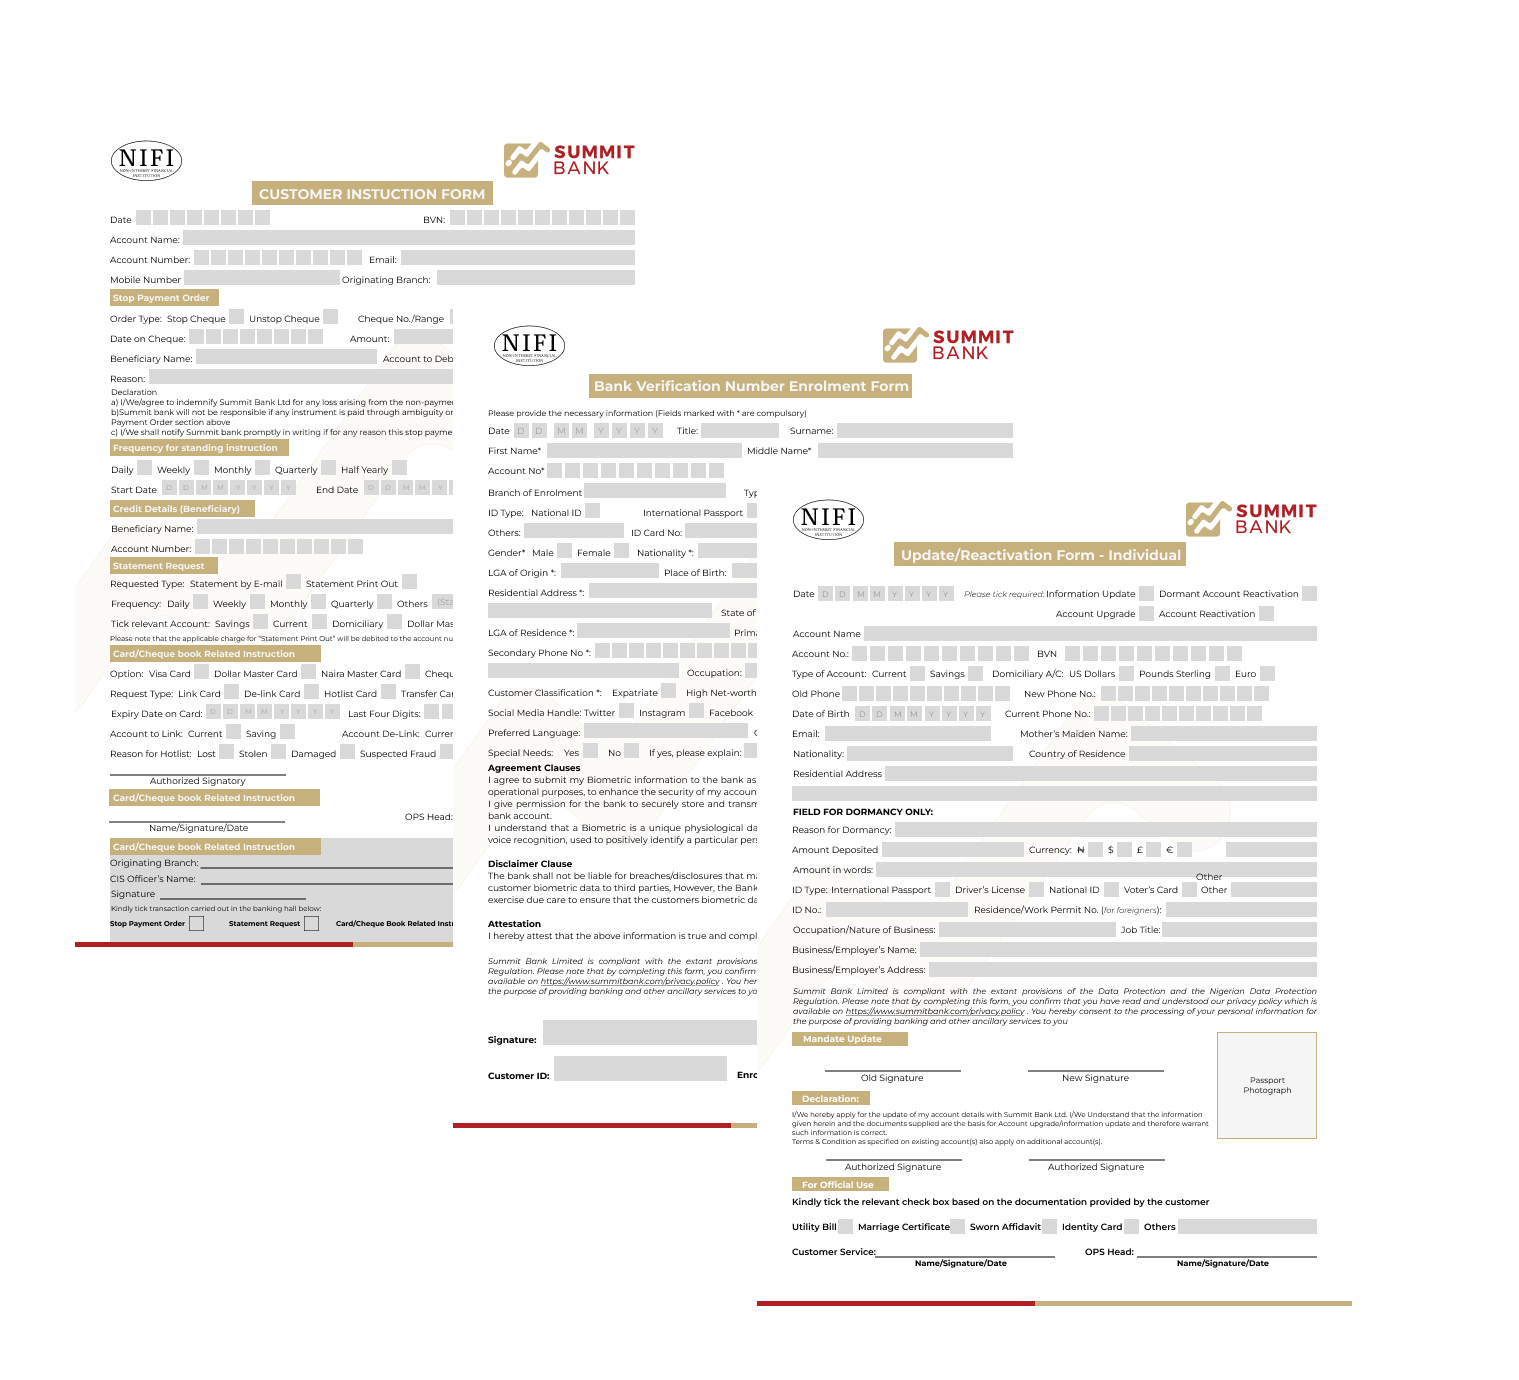 NIFI
NON-INTEREST FINANCIAL
INSTITUTION
SUMMIT
BANK
CUSTOMER INSTUCTION FORM
Date BVN:
Account Name:
Account Number: Email:
Mobile Number Originating Branch:
Stop Payment Order
Order Type: Stop Cheque Unstop Cheque Cheque No./Range
Date on Cheque: Amount:
Beneficiary Name: Account to Deb
Reason:
Declaration
a) I/We/agree to indemnify Summit Bank Ltd for any loss arising from the non-paymen
b)Summit bank will not be responsible if any instrument is paid through ambiguity or
Payment Order section above
c) I/We shall notify Summit bank promptly in writing if for any reason this stop payme
Frequency for standing instruction
Daily Weekly Monthly Quarterly Half Yearly
Start Date D D M M Y Y Y Y End Date D D M M Y
Credit Details (Beneficiary)
Beneficiary Name:
Account Number:
Statement Request
Requested Type: Statement by E-mail Statement Print Out
Frequency: Daily Weekly Monthly Quarterly Others (Sta
Tick relevant Account: Savings Current Domiciliary Dollar Mas
Please note that the applicable charge for “Statement Print Out” will be debited to the account nu
Card/Cheque book Related Instruction
Option: Visa Card Dollar Master Card Naira Master Card Chequ
Request Type: Link Card De-link Card Hotlist Card Transfer Car
Expiry Date on Card: D D M M Y Y Y Y Last Four Digits:
Account to Link: Current Saving Account De-Link: Curren
Reason for Hotlist: Lost Stolen Damaged Suspected Fraud
Authorized Signatory
Card/Cheque book Related Instruction
OPS Head:
Name/Signature/Date
Card/Cheque book Related Instruction
Originating Branch:
CIS Officer’s Name:
Signature
Kindly tick transaction carried out in the banking hall below:
Stop Payment Order Statement Request Card/Cheque Book Related Instr
NIFI
NON-INTEREST FINANCIAL
INSTITUTION
SUMMIT
BANK
Bank Verification Number Enrolment Form
Please provide the necessary information (Fields marked with * are compulsory)
Date D D M M Y Y Y Y Title: Surname:
First Name* Middle Name*
Account No*
Branch of Enrolment Typ
ID Type: National ID International Passport
Others: ID Card No:
Gender* Male Female Nationality *:
LGA of Origin *: Place of Birth:
Residential Address *:
State of
LGA of Residence *: Prima
Secondary Phone No *:
Occupation:
Customer Classification *: Expatriate High Net-worth
Social Media Handle: Twitter Instagram Facebook
Preferred Language:
Special Needs: Yes No If yes, please explain:
Agreement Clauses
I agree to submit my Biometric information to the bank as
operational purposes, to enhance the security of my accoun
I give permission for the bank to securely store and transm
bank account.
I understand that a Biometric is a unique physiological da
voice recognition, used to positively identify a particular pers
Disclaimer Clause
The bank shall not be liable for breaches/disclosures that ma
customer biometric data to third parties, However, the Bank
exercise due care to ensure that the customers biometric da
Attestation
I hereby attest that the above information is true and compl
Summit Bank Limited is compliant with the extant provisions
Regulation. Please note that by completing this form, you confirm
available on https://www.summitbank.com/privacy.policy . You her
the purpose of providing banking and other ancillary services to yo
Signature:
Customer ID: Enro
NIFI
NON-INTEREST FINANCIAL
INSTITUTION
SUMMIT
BANK
Update/Reactivation Form - Individual
Date D D M M Y Y Y Y Please tick required: Information Update Dormant Account Reactivation
Account Upgrade Account Reactivation
Account Name
Account No.: BVN
Type of Account: Current Savings Domiciliary A/C: US Dollars Pounds Sterling Euro
Old Phone New Phone No.:
Date of Birth D D M M Y Y Y Y Current Phone No.:
Email: Mother’s Maiden Name:
Nationality: Country of Residence
Residential Address
FIELD FOR DORMANCY ONLY:
Reason for Dormancy:
Amount Deposited Currency: ₦ $ £ €
Amount in words:
Other
ID Type: International Passport Driver’s License National ID Voter’s Card Other
ID No.: Residence/Work Permit No. (for foreigners):
Occupation/Nature of Business: Job Title:
Business/Employer’s Name:
Business/Employer’s Address:
Summit Bank Limited is compliant with the extant provisions of the Data Protection and the Nigerian Data Protection
Regulation. Please note that by completing this form, you confirm that you have read and understood our privacy policy which is
available on https://www.summitbank.com/privacy.policy . You hereby consent to the processing of your personal information for
the purpose of providing banking and other ancillary services to you
Mandate Update
Old Signature New Signature
Passport
Photograph
Declaration:
I/We hereby apply for the update of my account details with Summit Bank Ltd. I/We Understand that the information
given herein and the documents supplied are the basis for Account upgrade/information update and therefore warrant
such information is correct.
Terms & Condition as specified on existing account(s) also apply on additional account(s).
Authorized Signature Authorized Signature
For Official Use
Kindly tick the relevant check box based on the documentation provided by the customer
Utility Bill Marriage Certificate Sworn Affidavit Identity Card Others
Customer Service: OPS Head:
Name/Signature/Date Name/Signature/Date